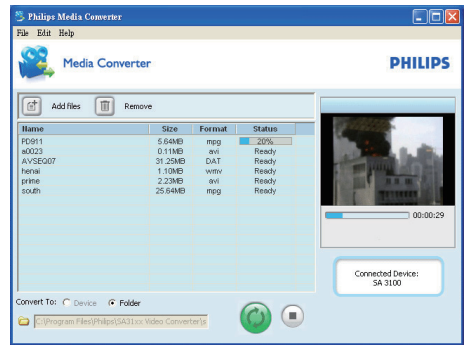 Philips Media Converter
File Edit Help
Media Converter
PHILIPS
Add files Remove
Name Size Format Status
PD911 5.64MB mpg 20%
a0023 0.11MB avi Ready
AVSEQ07 31.25MB DAT Ready
henai 1.10MB wmv Ready
prime 2.23MB avi Ready
south 25.64MB mpg Ready
00:00:29
Connected Device:
SA 3100
Convert To: Device Folder
C:\Program Files\Philips\SA31xx Video Converter\s